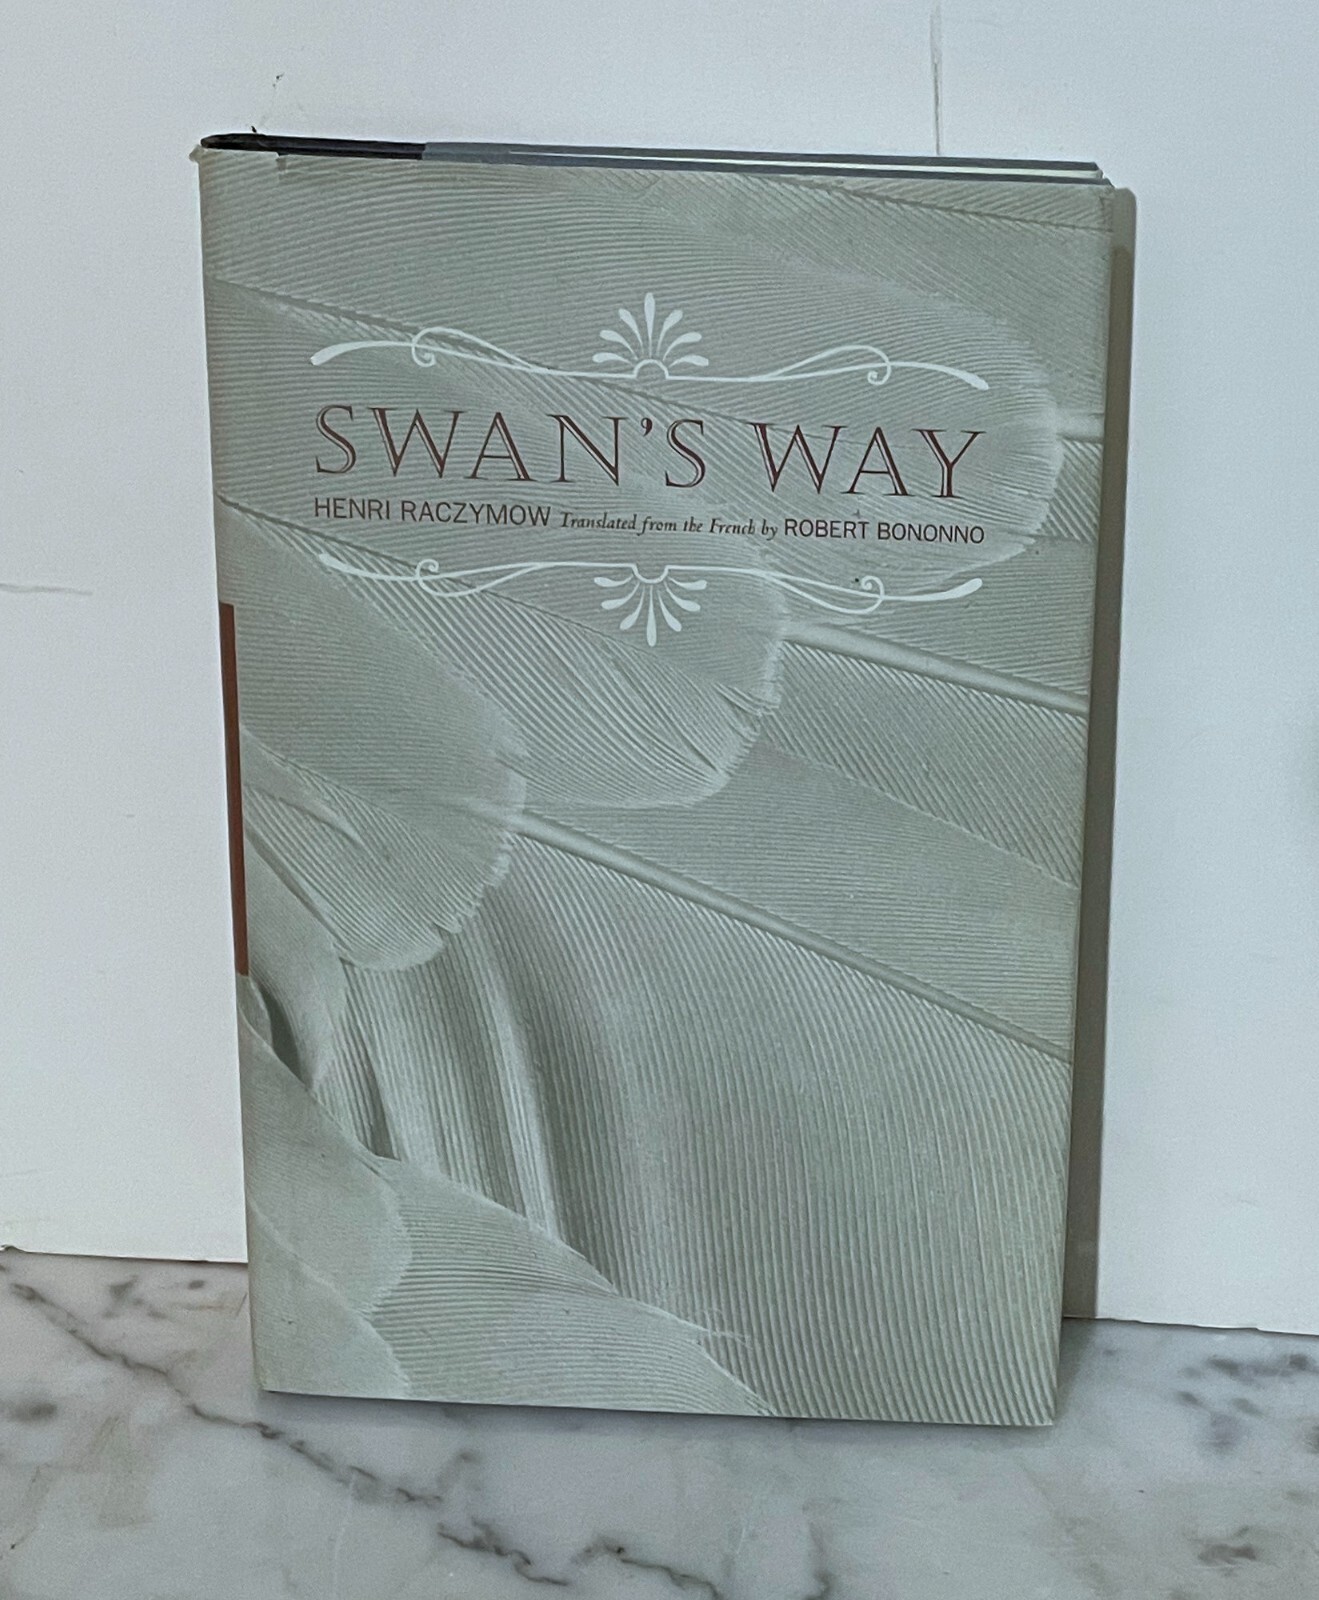 SWAN'S WAY
HENRI RACZYMOW Translated from the French by ROBERT BONONNO